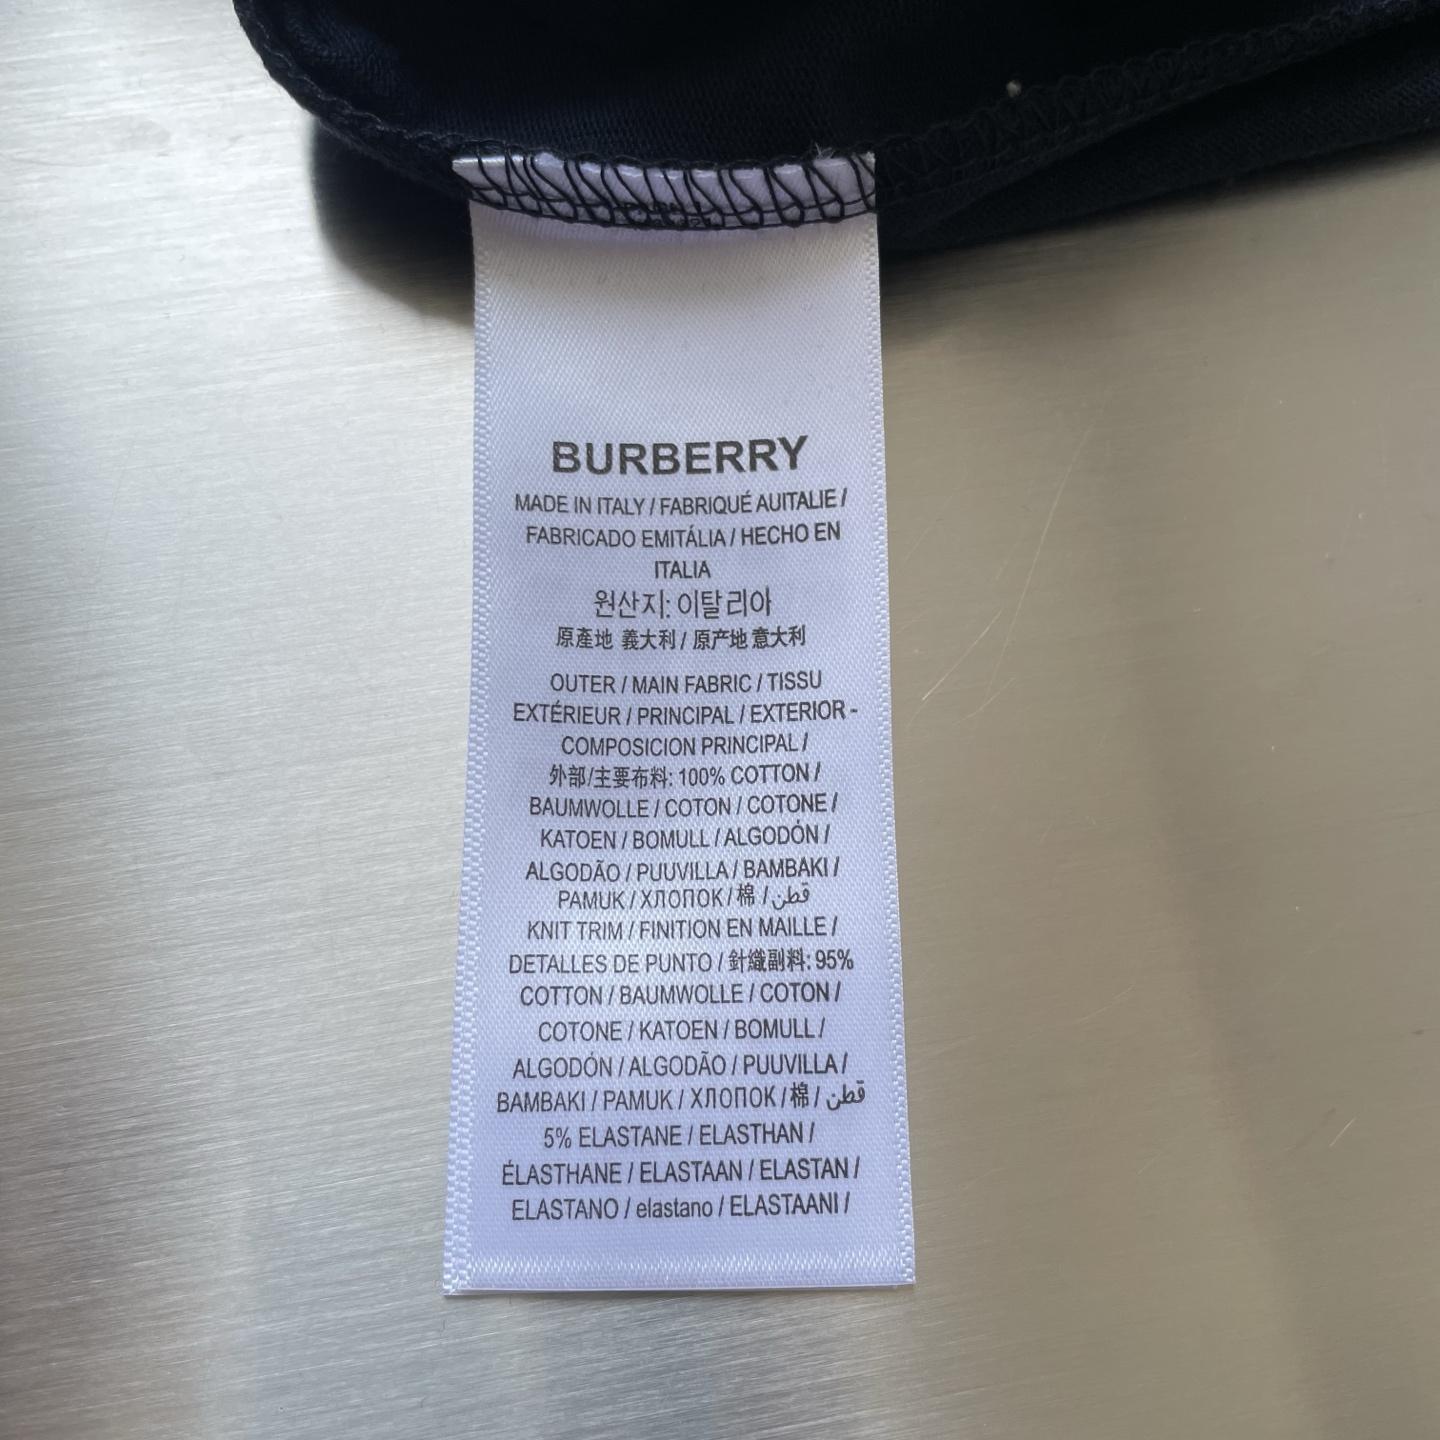 BURBERRY
MADE IN ITALY / FABRIQUÉ AUITALIE /
FABRICADO EMITÁLIA / HECHO EN
ITALIA
원산지: 이탈리아
原產地 義大利 / 原产地 意大利
OUTER / MAIN FABRIC / TISSU
EXTÉRIEUR / PRINCIPAL / EXTERIOR -
COMPOSICION PRINCIPAL /
外部/主要布料: 100% COTTON /
BAUMWOLLE / COTON / COTONE /
KATOEN / BOMULL / ALGODÓN /
ALGODÃO / PUUVILLA / BAMBAKI /
PAMUK / ХЛОПОК / 棉 / قطن
KNIT TRIM / FINITION EN MAILLE /
DETALLES DE PUNTO / 針織副料: 95%
COTTON / BAUMWOLLE / COTON /
COTONE / KATOEN / BOMULL /
ALGODÓN / ALGODÃO / PUUVILLA /
BAMBAKI / PAMUK / ХЛОПОК / 棉 / قطن
5% ELASTANE / ELASTHAN /
ÉLASTHANE / ELASTAAN / ELASTAN /
ELASTANO / elastano / ELASTAANI /